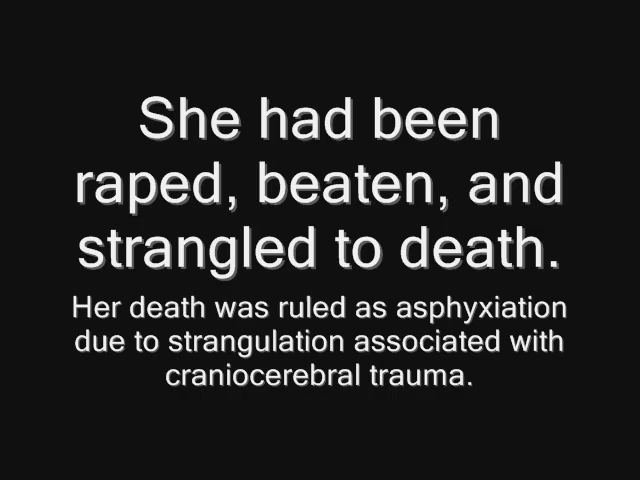 She had been
raped, beaten, and
strangled to death.
Her death was ruled as asphyxiation
due to strangulation associated with
craniocerebral trauma.